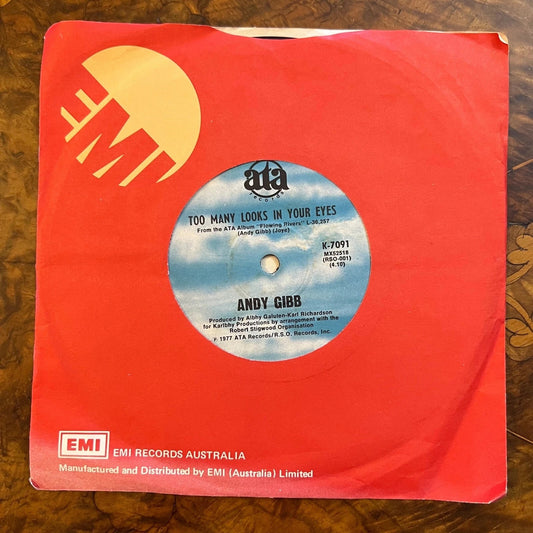 EMI
ata
records
TOO MANY LOOKS IN YOUR EYES
From the ATA Album "Flowing Rivers" L-36,257
(Andy Gibb) (Joye)
K-7091
MX52518
(RSO-001)
(4.10)
ANDY GIBB
Produced by Albhy Galuten-Karl Richardson
for Karlbhy Productions by arrangement with the
Robert Stigwood Organisation
P 1977 ATA Records/R.S.O. Records, Inc.
EMI EMI RECORDS AUSTRALIA
Manufactured and Distributed by EMI (Australia) Limited